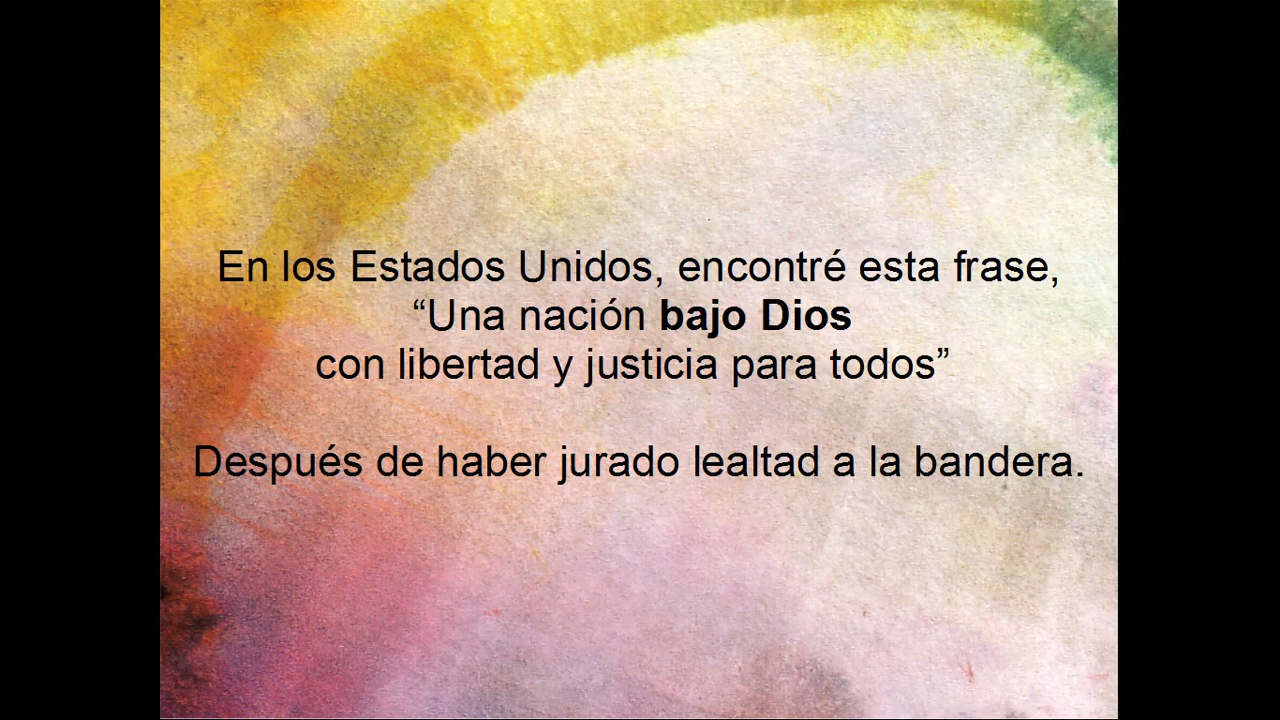 En los Estados Unidos, encontré esta frase,
“Una nación bajo Dios
con libertad y justicia para todos”
Después de haber jurado lealtad a la bandera.